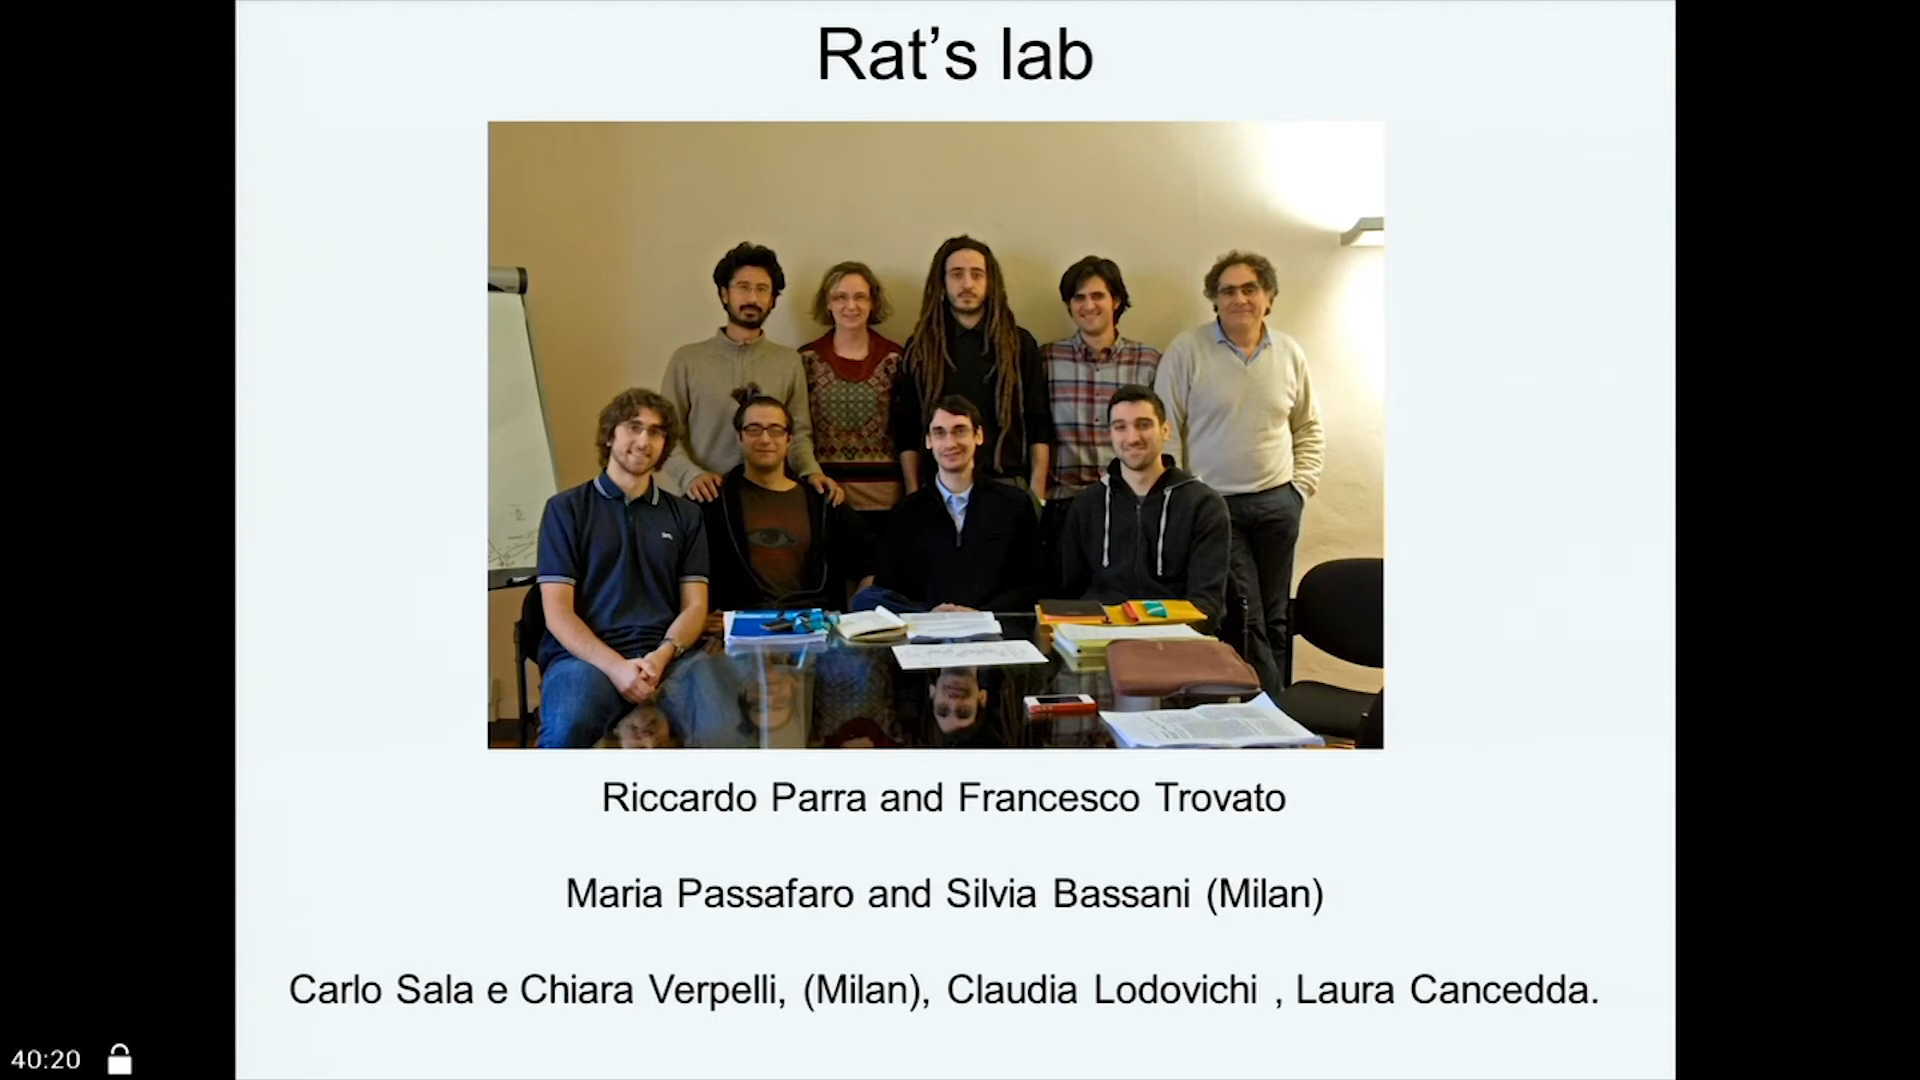 Rat's lab
Riccardo Parra and Francesco Trovato
Maria Passafaro and Silvia Bassani (Milan)
Carlo Sala e Chiara Verpelli, (Milan), Claudia Lodovichi , Laura Cancedda.
40:20